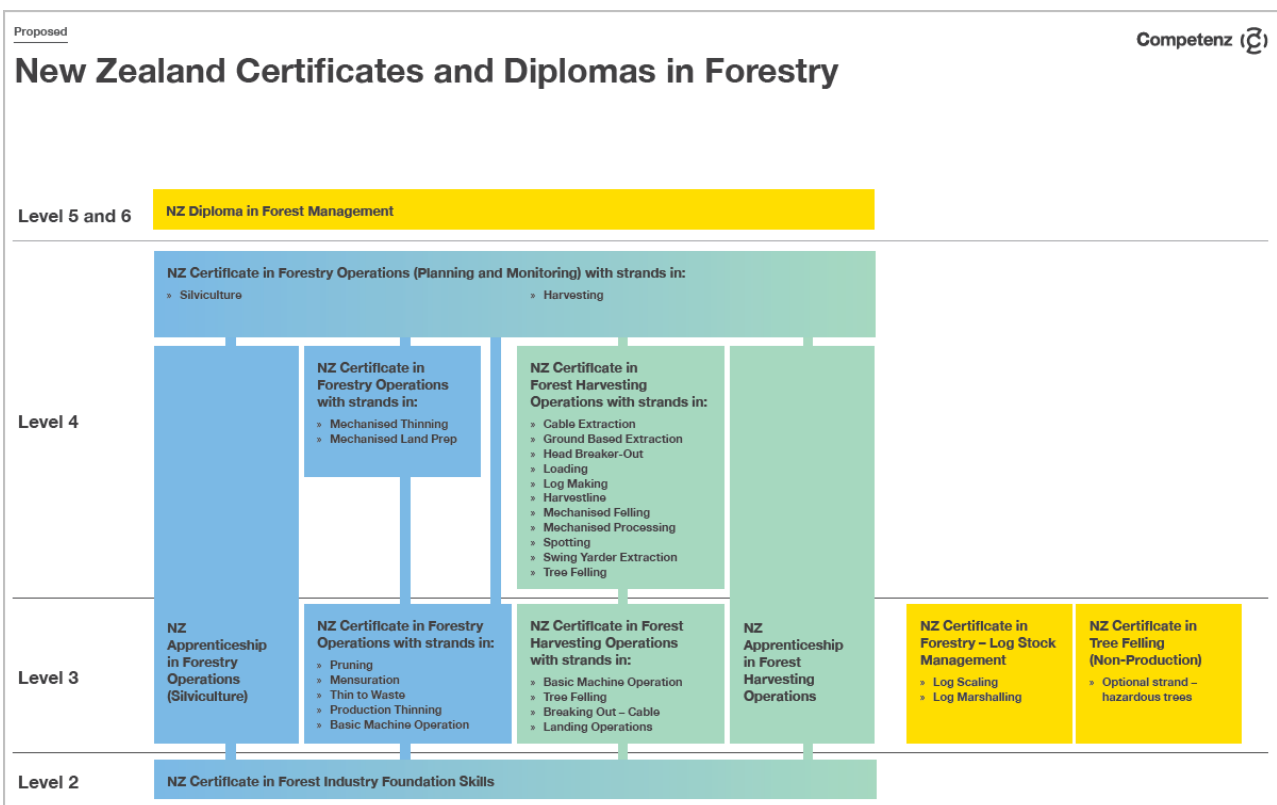 Proposed
Competenz
New Zealand Certificates and Diplomas in Forestry
Level 5 and 6
NZ Diploma in Forest Management
NZ Certificate in Forestry Operations (Planning and Monitoring) with strands in:
» Silviculture
» Harvesting
Level 4
NZ Certificate in
Forestry Operations
with strands in:
» Mechanised Thinning
» Mechanised Land Prep
NZ Certificate in
Forest Harvesting
Operations with strands in:
» Cable Extraction
» Ground Based Extraction
» Head Breaker-Out
» Loading
» Log Making
» Harvestline
» Mechanised Felling
» Mechanised Processing
» Spotting
» Swing Yarder Extraction
» Tree Felling
Level 3
NZ
Apprenticeship
in Forestry
Operations
(Silviculture)
NZ Certificate in Forestry
Operations with strands in:
» Pruning
» Mensuration
» Thin to Waste
» Production Thinning
» Basic Machine Operation
NZ Certificate in Forest
Harvesting Operations
with strands in:
» Basic Machine Operation
» Tree Felling
» Breaking Out – Cable
» Landing Operations
NZ
Apprenticeship
in Forest
Harvesting
Operations
NZ Certificate in
Forestry – Log Stock
Management
» Log Scaling
» Log Marshalling
NZ Certificate in
Tree Felling
(Non-Production)
» Optional strand –
hazardous trees
Level 2
NZ Certificate in Forest Industry Foundation Skills